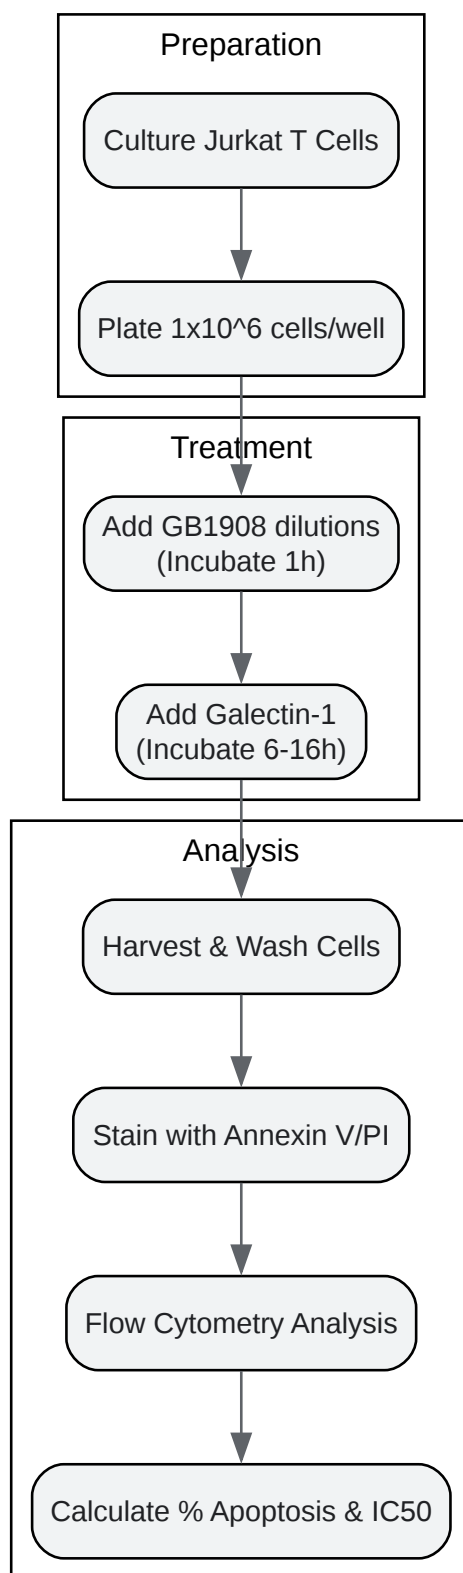 Preparation
Culture Jurkat T Cells
Plate 1x10^6 cells/well
Treatment
Add GB1908 dilutions
(Incubate 1h)
Add Galectin-1
(Incubate 6-16h)
Analysis
Harvest & Wash Cells
Stain with Annexin V/PI
Flow Cytometry Analysis
Calculate % Apoptosis & IC50